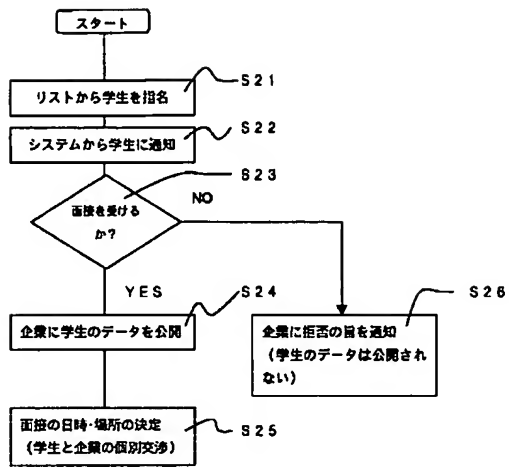 スタート
リストから学生を指名
S21
システムから学生に通知
S22
面接を受ける
か?
S23
NO
YES
企業に学生のデータを公開
S24
企業に拒否の旨を通知
(学生のデータは公開され
ない)
S26
面接の日時・場所の決定
(学生と企業の個別交渉)
S25